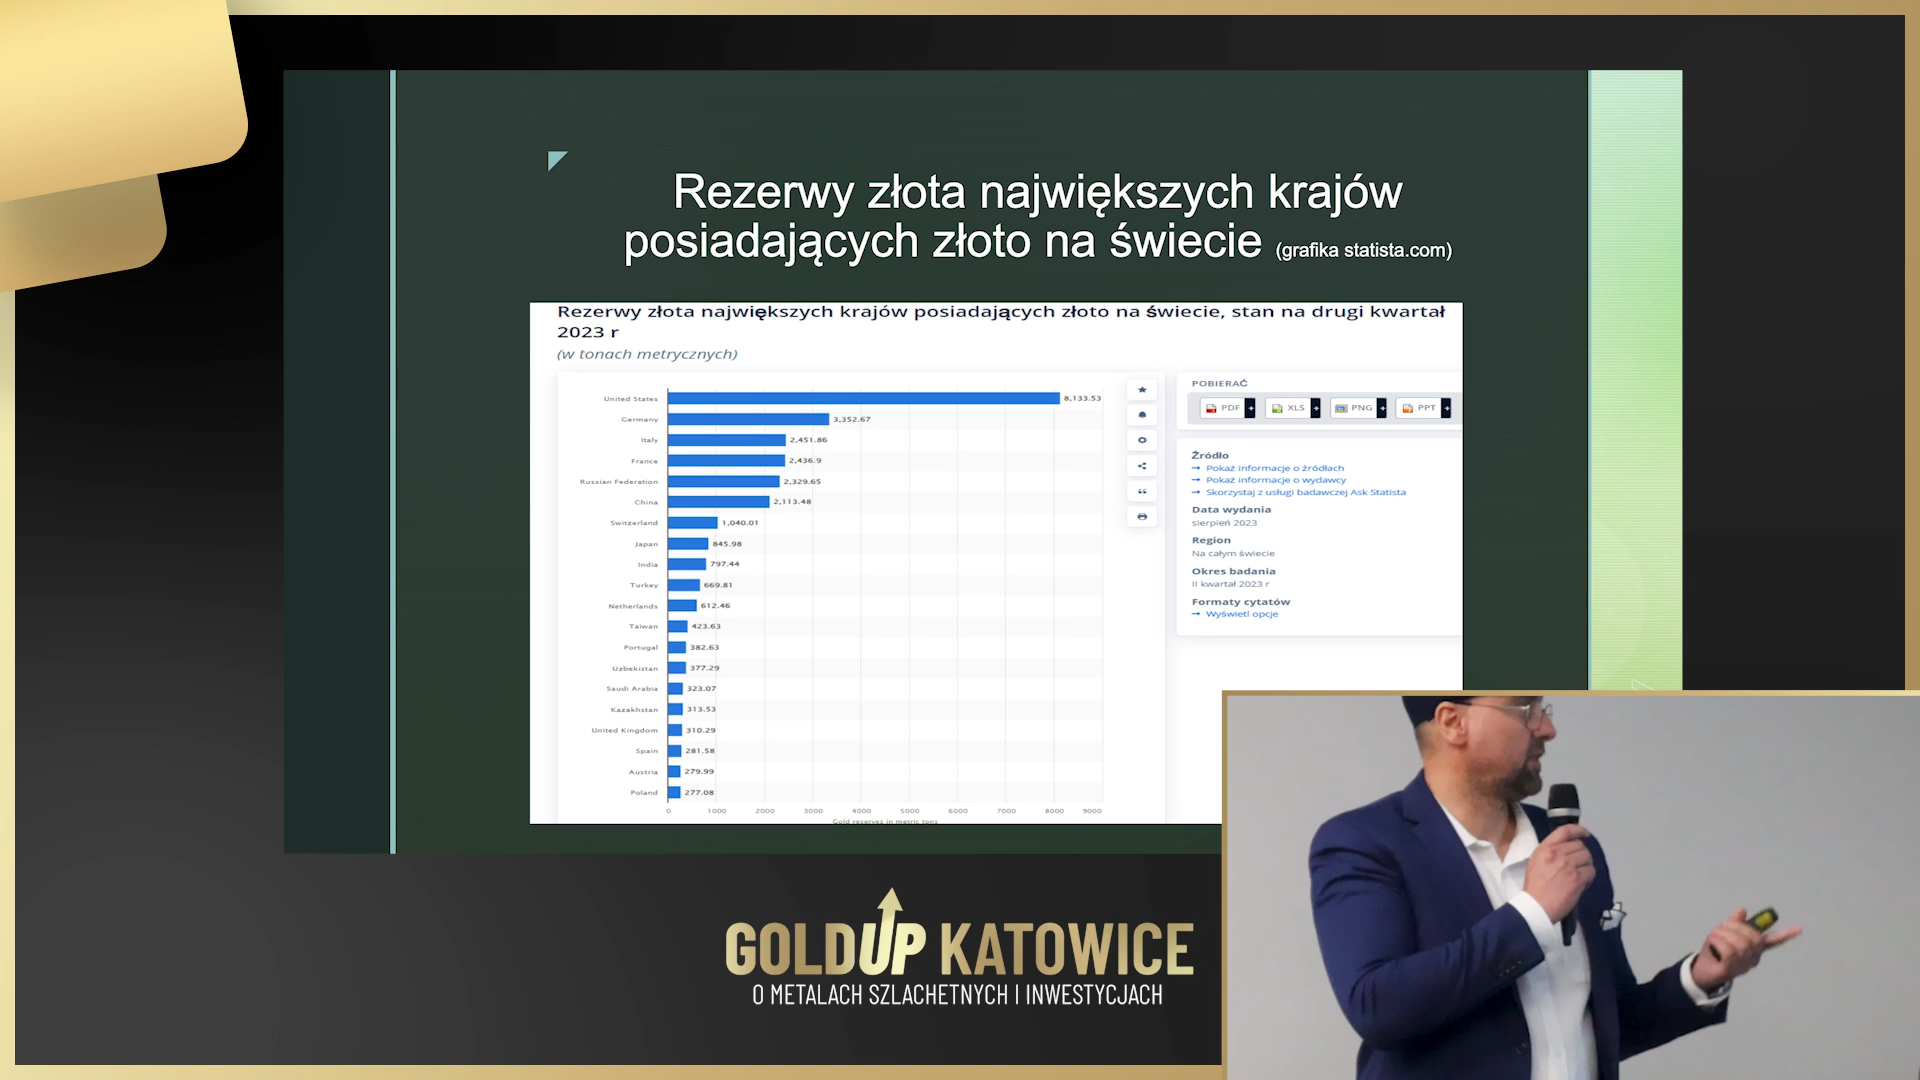 Rezerwy złota największych krajów
posiadających złoto na świecie (grafika statista.com)
Rezerwy złota największych krajów posiadających złoto na świecie, stan na drugi kwartał
2023 r
(w tonach metrycznych)
United States 8,133.53
Germany 3,352.67
Italy 2,451.86
France 2,436.9
Russian Federation 2,329.65
China 2,113.48
Switzerland 1,040.01
Japan 845.98
India 797.44
Turkey 669.81
Netherlands 612.46
Taiwan 423.63
Portugal 382.63
Uzbekistan 377.29
Saudi Arabia 323.07
Kazakhstan 313.53
United Kingdom 310.29
Spain 281.58
Austria 279.99
Poland 277.08
0 1000 2000 3000 4000 5000 6000 7000 8000 9000
Gold reserves in metric tons
POBIERAĆ
PDF + XLS + PNG + PPT +
Źródło
→ Pokaż informacje o źródłach
→ Pokaż informacje o wydawcy
→ Skorzystaj z usługi badawczej Ask Statista
Data wydania
sierpień 2023
Region
Na całym świecie
Okres badania
II kwartał 2023 r
Formaty cytatów
→ Wyświetl opcje
GOLDUP KATOWICE
O METALACH SZLACHETNYCH I INWESTYCJACH